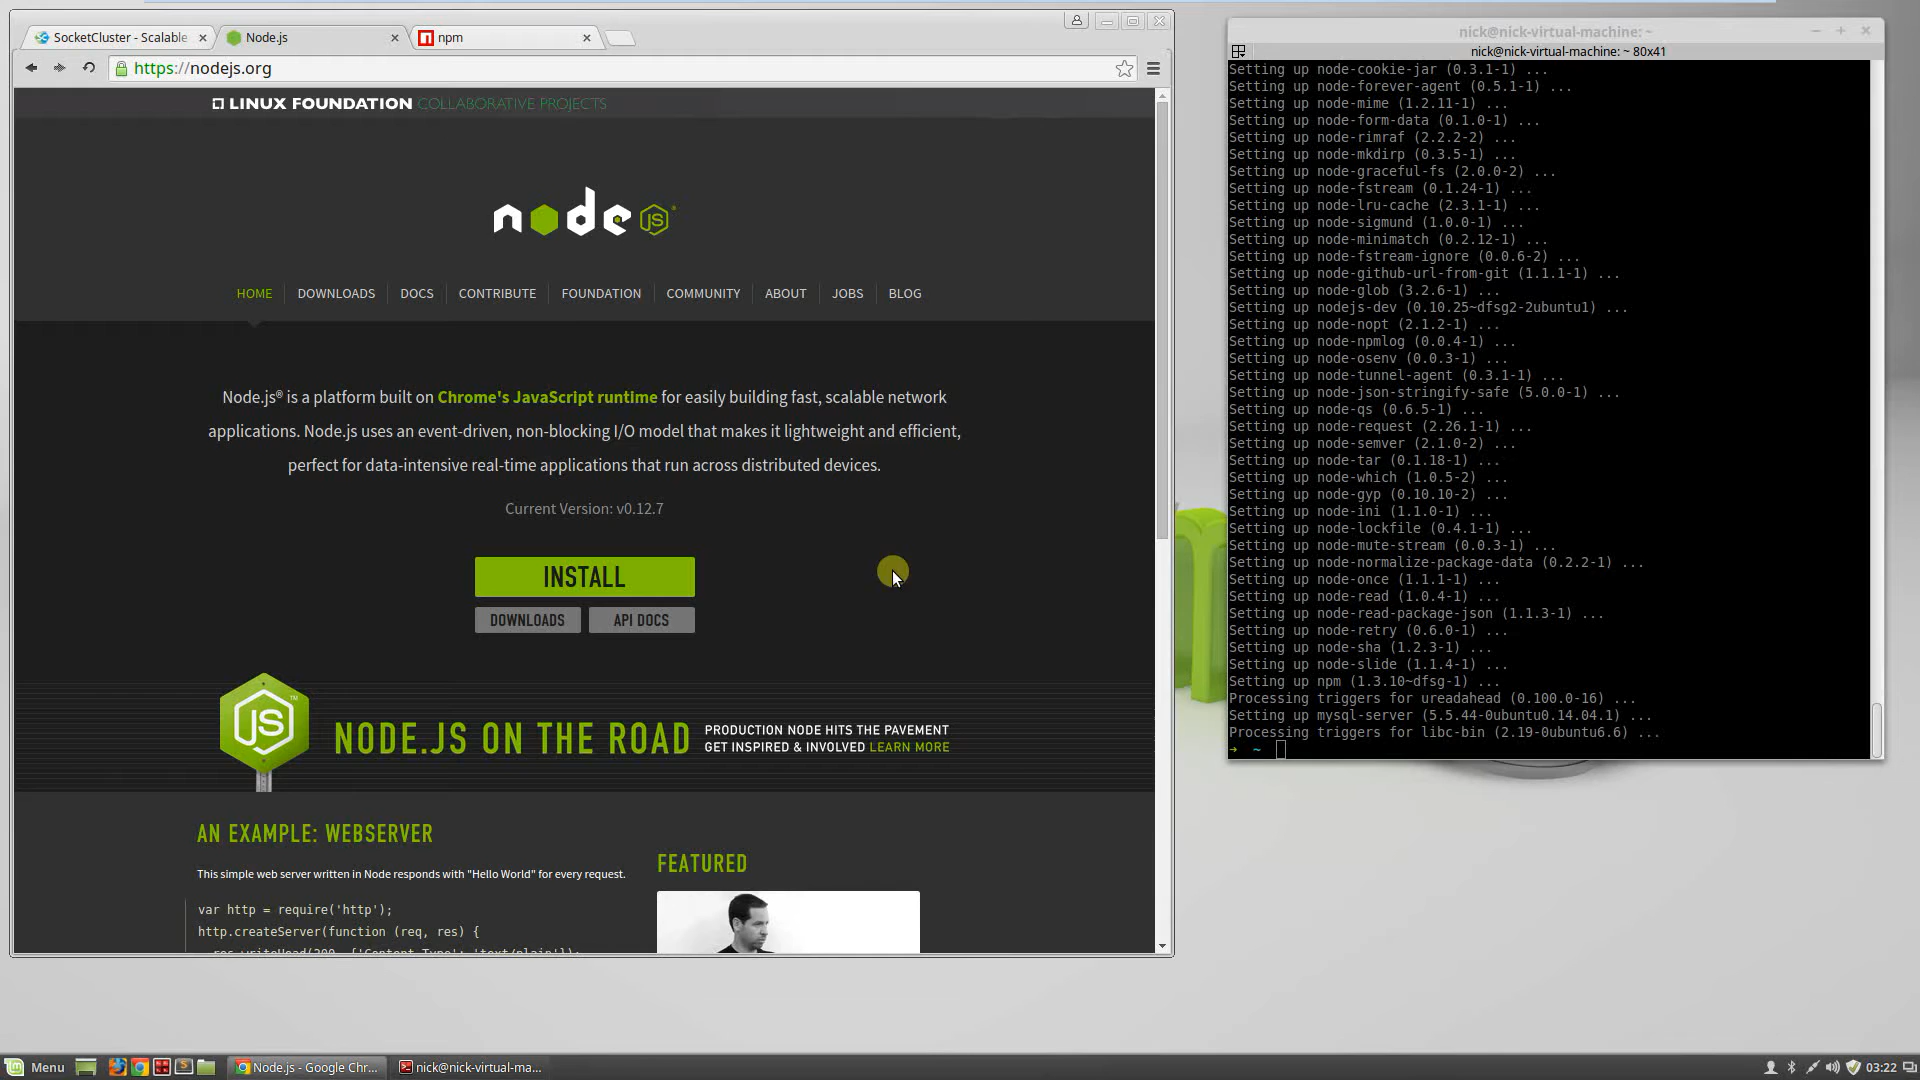 SocketCluster - Scalable
Node.js
npm
https://nodejs.org
LINUX FOUNDATION COLLABORATIVE PROJECTS
node JS
HOME
DOWNLOADS
DOCS
CONTRIBUTE
FOUNDATION
COMMUNITY
ABOUT
JOBS
BLOG
Node.js® is a platform built on Chrome's JavaScript runtime for easily building fast, scalable network
applications. Node.js uses an event-driven, non-blocking I/O model that makes it lightweight and efficient,
perfect for data-intensive real-time applications that run across distributed devices.
Current Version: v0.12.7
INSTALL
DOWNLOADS
API DOCS
JS
NODE.JS ON THE ROAD
PRODUCTION NODE HITS THE PAVEMENT
GET INSPIRED & INVOLVED LEARN MORE
AN EXAMPLE: WEBSERVER
This simple web server written in Node responds with "Hello World" for every request.
var http = require('http');
http.createServer(function (req, res) {
res.writeHead(200, {'Content-Type': 'text/plain'});
FEATURED
nick@nick-virtual-machine: ~
nick@nick-virtual-machine: ~ 80x41
Setting up node-cookie-jar (0.3.1-1) ...
Setting up node-forever-agent (0.5.1-1) ...
Setting up node-mime (1.2.11-1) ...
Setting up node-form-data (0.1.0-1) ...
Setting up node-rimraf (2.2.2-2) ...
Setting up node-mkdirp (0.3.5-1) ...
Setting up node-graceful-fs (2.0.0-2) ...
Setting up node-fstream (0.1.24-1) ...
Setting up node-lru-cache (2.3.1-1) ...
Setting up node-sigmund (1.0.0-1) ...
Setting up node-minimatch (0.2.12-1) ...
Setting up node-fstream-ignore (0.0.6-2) ...
Setting up node-github-url-from-git (1.1.1-1) ...
Setting up node-glob (3.2.6-1) ...
Setting up nodejs-dev (0.10.25~dfsg2-2ubuntu1) ...
Setting up node-nopt (2.1.2-1) ...
Setting up node-npmlog (0.0.4-1) ...
Setting up node-osenv (0.0.3-1) ...
Setting up node-tunnel-agent (0.3.1-1) ...
Setting up node-json-stringify-safe (5.0.0-1) ...
Setting up node-qs (0.6.5-1) ...
Setting up node-request (2.26.1-1) ...
Setting up node-semver (2.1.0-2) ...
Setting up node-tar (0.1.18-1) ...
Setting up node-which (1.0.5-2) ...
Setting up node-gyp (0.10.10-2) ...
Setting up node-ini (1.1.0-1) ...
Setting up node-lockfile (0.4.1-1) ...
Setting up node-mute-stream (0.0.3-1) ...
Setting up node-normalize-package-data (0.2.2-1) ...
Setting up node-once (1.1.1-1) ...
Setting up node-read (1.0.4-1) ...
Setting up node-read-package-json (1.1.3-1) ...
Setting up node-retry (0.6.0-1) ...
Setting up node-sha (1.2.3-1) ...
Setting up node-slide (1.1.4-1) ...
Setting up npm (1.3.10~dfsg-1) ...
Processing triggers for ureadahead (0.100.0-16) ...
Setting up mysql-server (5.5.44-0ubuntu0.14.04.1) ...
Processing triggers for libc-bin (2.19-0ubuntu6.6) ...
➜ ~
Menu
Node.js - Google Chr...
nick@nick-virtual-ma...
03:22